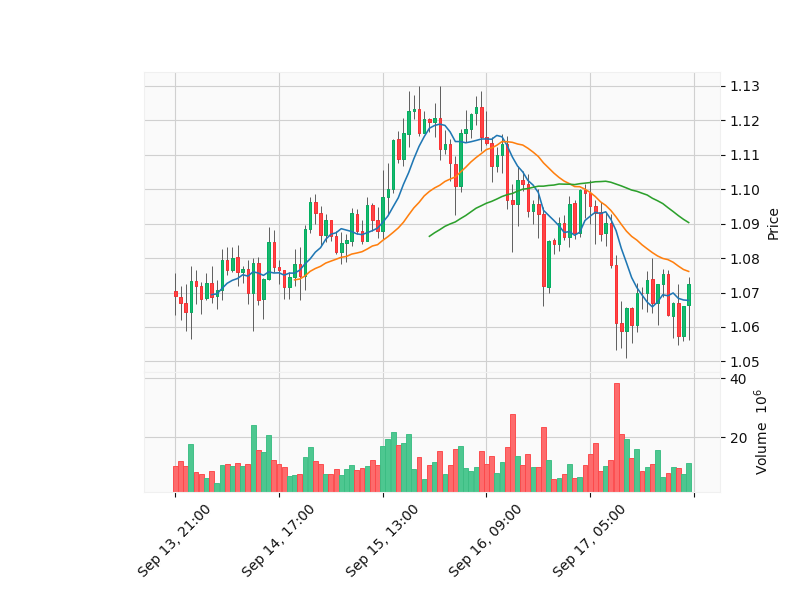 1.13
1.12
1.11
1.10
1.09
1.08
1.07
1.06
1.05
Price
40
20
Volume 10⁶
Sep 13, 21:00
Sep 14, 17:00
Sep 15, 13:00
Sep 16, 09:00
Sep 17, 05:00